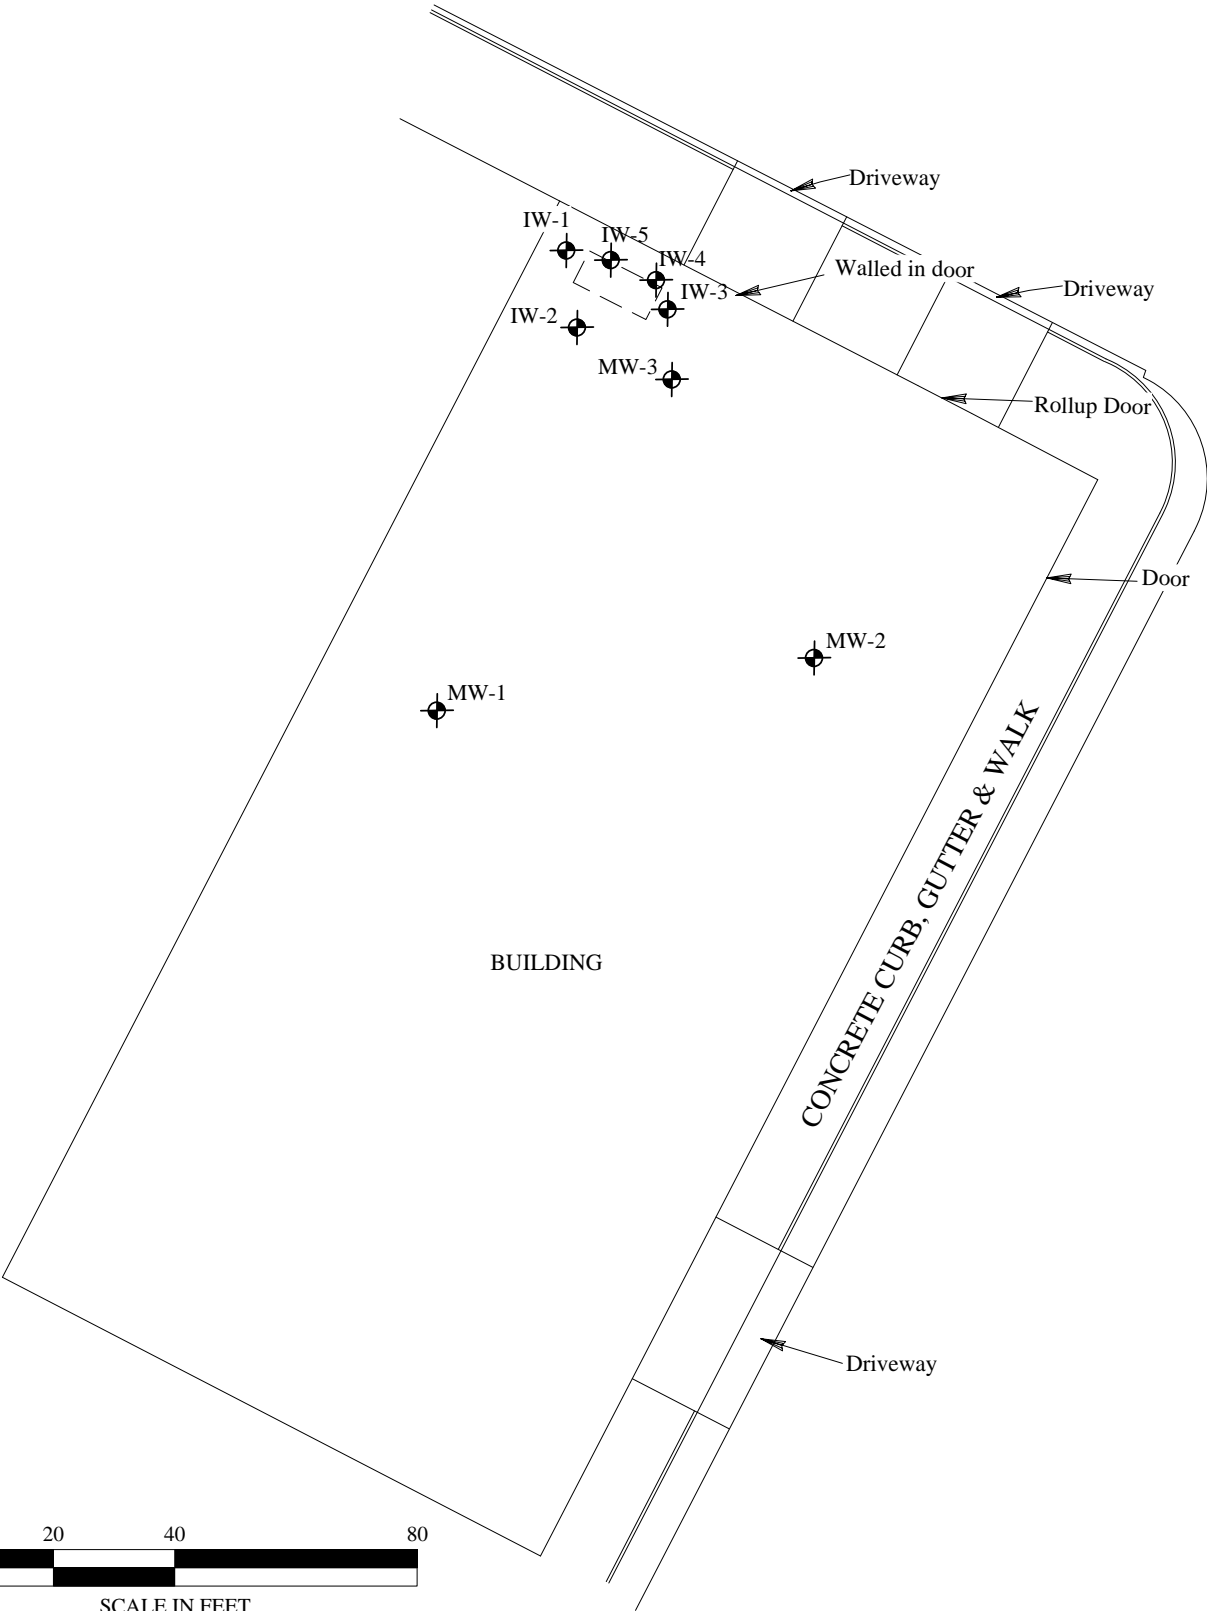 Driveway
IW-1
IW-5
IW-4
Walled in door
Driveway
IW-3
IW-2
MW-3
Rollup Door
Door
MW-2
MW-1
CONCRETE CURB, GUTTER & WALK
BUILDING
Driveway
20 40 80
SCALE IN FEET